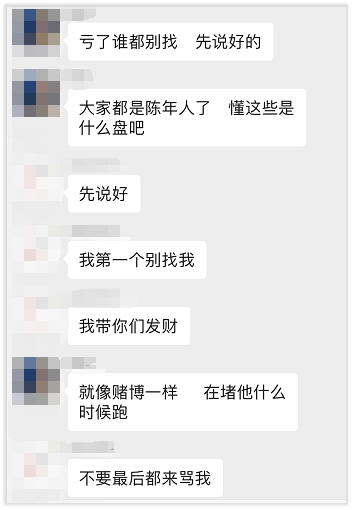 亏了谁都别找 先说好的
大家都是陈年人了 懂这些是
什么盘吧
先说好
我第一个别找我
我带你们发财
就像赌博一样 在堵他什么
时候跑
不要最后都来骂我